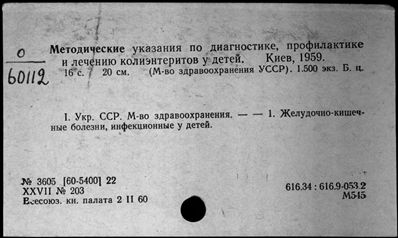 О
60112
Методические указания по диагностике, профилактике
и лечению колиэнтеритов у детей. Киев, 1959.
16 с. 20 см. (М-во здравоохранения УССР). 1.500 экз. Б. ц.
I. Укр. ССР. М-во здравоохранения. — — 1. Желудочно-кишеч-
ные болезни, инфекционные у детей.
№ 3605 [60-5400] 22
XXVII № 203
Всесоюз. кн. палата 2 II 60
616.34 : 616.9-053.2
М545